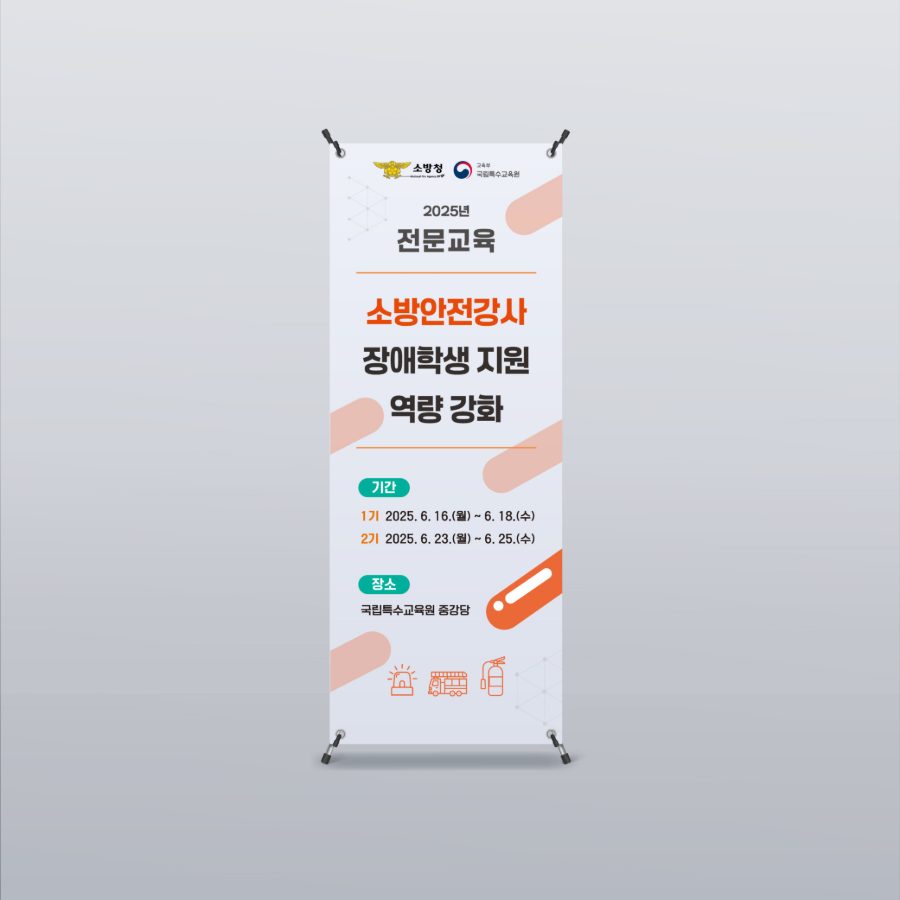 소방청
교육부
국립특수교육원
2025년
전문교육
소방안전강사
장애학생 지원
역량 강화
기간
1기 2025. 6. 16.(월) ~ 6. 18.(수)
2기 2025. 6. 23.(월) ~ 6. 25.(수)
장소
국립특수교육원 중강당